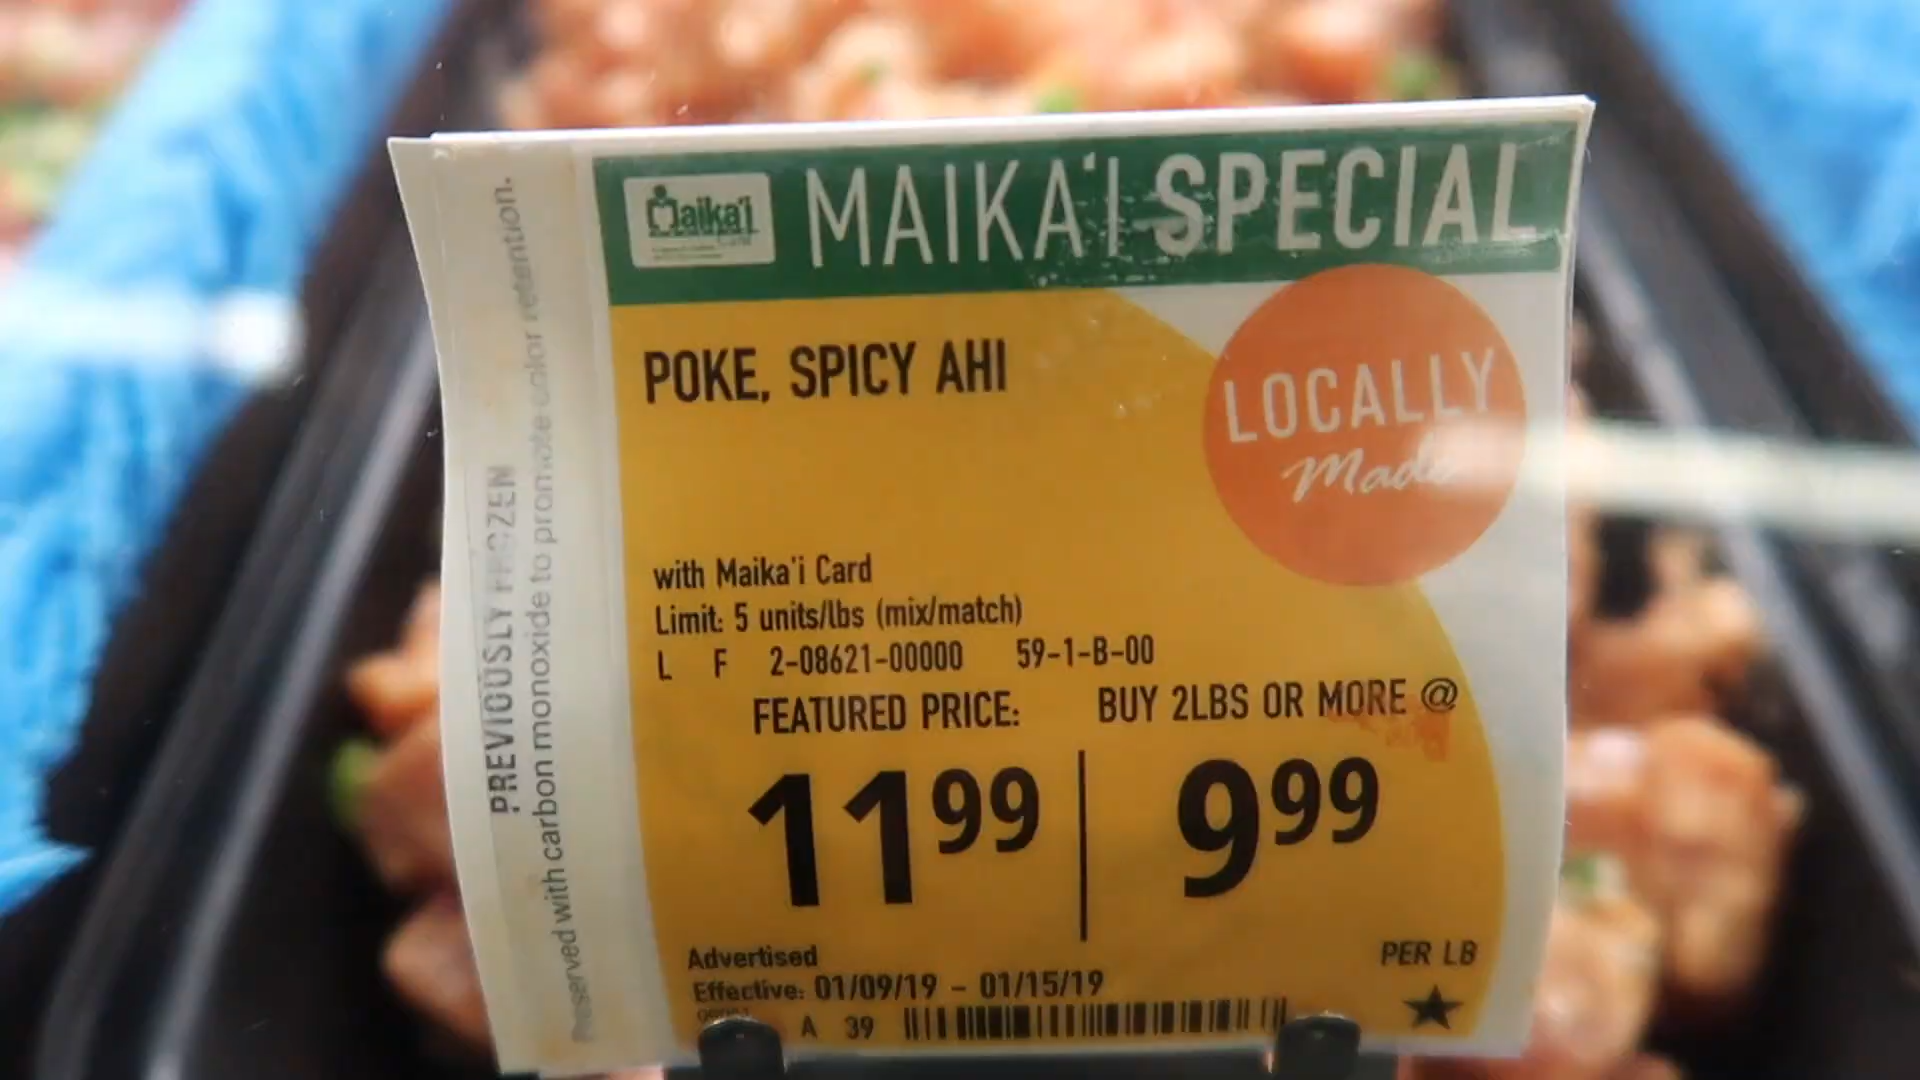 PREVIOUSLY FROZEN
Preserved with carbon monoxide to promote color retention.
Maika'i
MAIKA'I SPECIAL
LOCALLY
Made
POKE, SPICY AHI
with Maika'i Card
Limit: 5 units/lbs (mix/match)
L F 2-08621-00000 59-1-B-00
FEATURED PRICE: BUY 2LBS OR MORE @
11 99 9 99
PER LB
Advertised
Effective: 01/09/19 - 01/15/19
A 39